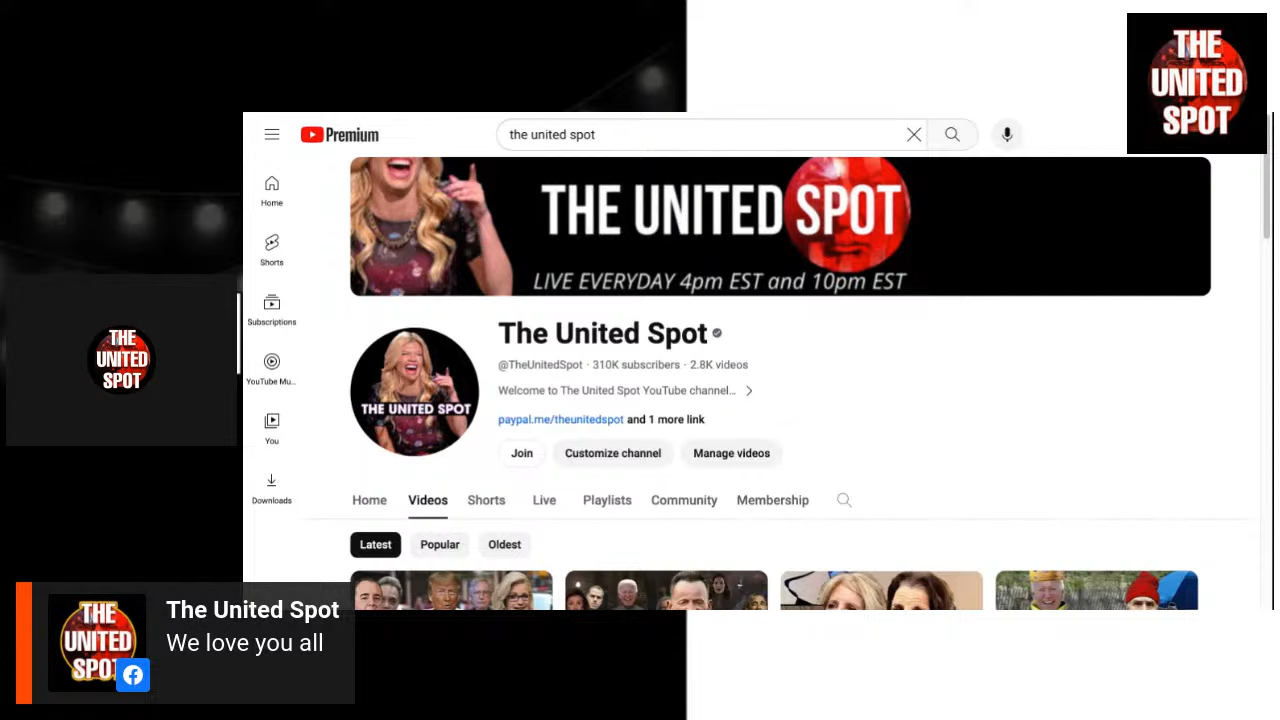 THE
UNITED
SPOT
Premium
the united spot
Home
Shorts
Subscriptions
YouTube Mu...
You
Downloads
THE UNITED SPOT
LIVE EVERYDAY 4pm EST and 10pm EST
THE UNITED SPOT
The United Spot
@TheUnitedSpot · 310K subscribers · 2.8K videos
Welcome to The United Spot YouTube channel...
paypal.me/theunitedspot and 1 more link
Join Customize channel Manage videos
Home Videos Shorts Live Playlists Community Membership
Latest Popular Oldest
THE
UNITED
SPOT
THE
UNITED
SPOT
The United Spot
We love you all